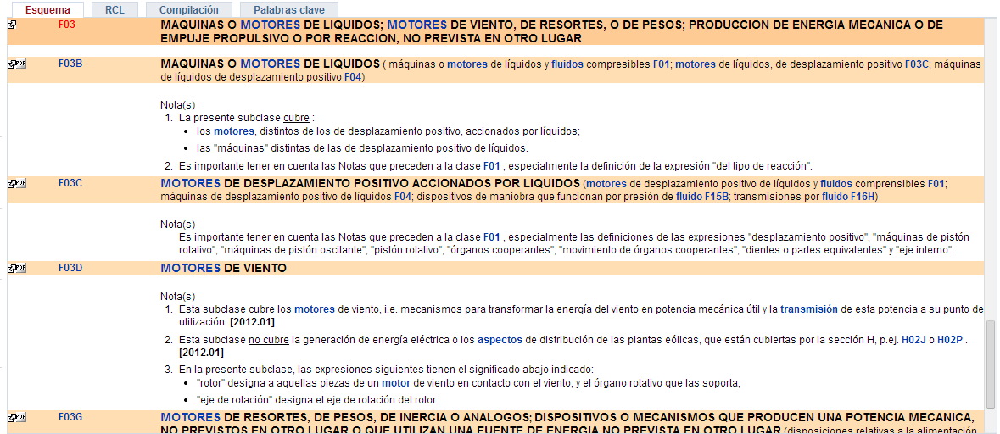 Esquema RCL Compilación Palabras clave
F03 MAQUINAS O MOTORES DE LIQUIDOS; MOTORES DE VIENTO, DE RESORTES, O DE PESOS; PRODUCCION DE ENERGIA MECANICA O DE
EMPUJE PROPULSIVO O POR REACCION, NO PREVISTA EN OTRO LUGAR
PDF F03B MAQUINAS O MOTORES DE LIQUIDOS ( máquinas o motores de líquidos y fluidos compresibles F01; motores de líquidos, de desplazamiento positivo F03C; máquinas
de líquidos de desplazamiento positivo F04)
Nota(s)
1. La presente subclase cubre :
• los motores, distintos de los de desplazamiento positivo, accionados por líquidos;
• las "máquinas" distintas de las de desplazamiento positivo de líquidos.
2. Es importante tener en cuenta las Notas que preceden a la clase F01 , especialmente la definición de la expresión "del tipo de reacción".
PDF F03C MOTORES DE DESPLAZAMIENTO POSITIVO ACCIONADOS POR LIQUIDOS (motores de desplazamiento positivo de líquidos y fluidos comprensibles F01;
máquinas de desplazamiento positivo de líquidos F04; dispositivos de maniobra que funcionan por presión de fluido F15B; transmisiones por fluido F16H)
Nota(s)
Es importante tener en cuenta las Notas que preceden a la clase F01 , especialmente las definiciones de las expresiones "desplazamiento positivo", "máquinas de pistón
rotativo", "máquinas de pistón oscilante", "pistón rotativo", "órganos cooperantes", "movimiento de órganos cooperantes", "dientes o partes equivalentes" y "eje interno".
PDF F03D MOTORES DE VIENTO
Nota(s)
1. Esta subclase cubre los motores de viento, i.e. mecanismos para transformar la energía del viento en potencia mecánica útil y la transmisión de esta potencia a su punto de
utilización. [2012.01]
2. Esta subclase no cubre la generación de energía eléctrica o los aspectos de distribución de las plantas eólicas, que están cubiertas por la sección H, p.ej. H02J o H02P .
[2012.01]
3. En la presente subclase, las expresiones siguientes tienen el significado abajo indicado:
• "rotor" designa a aquellas piezas de un motor de viento en contacto con el viento, y el órgano rotativo que las soporta;
• "eje de rotación" designa el eje de rotación del rotor.
PDF F03G MOTORES DE RESORTES, DE PESOS, DE INERCIA O ANALOGOS; DISPOSITIVOS O MECANISMOS QUE PRODUCEN UNA POTENCIA MECANICA,
NO PREVISTOS EN OTRO LUGAR O QUE UTILIZAN UNA FUENTE DE ENERGIA NO PREVISTA EN OTRO LUGAR (disposiciones relativas a la alimentación